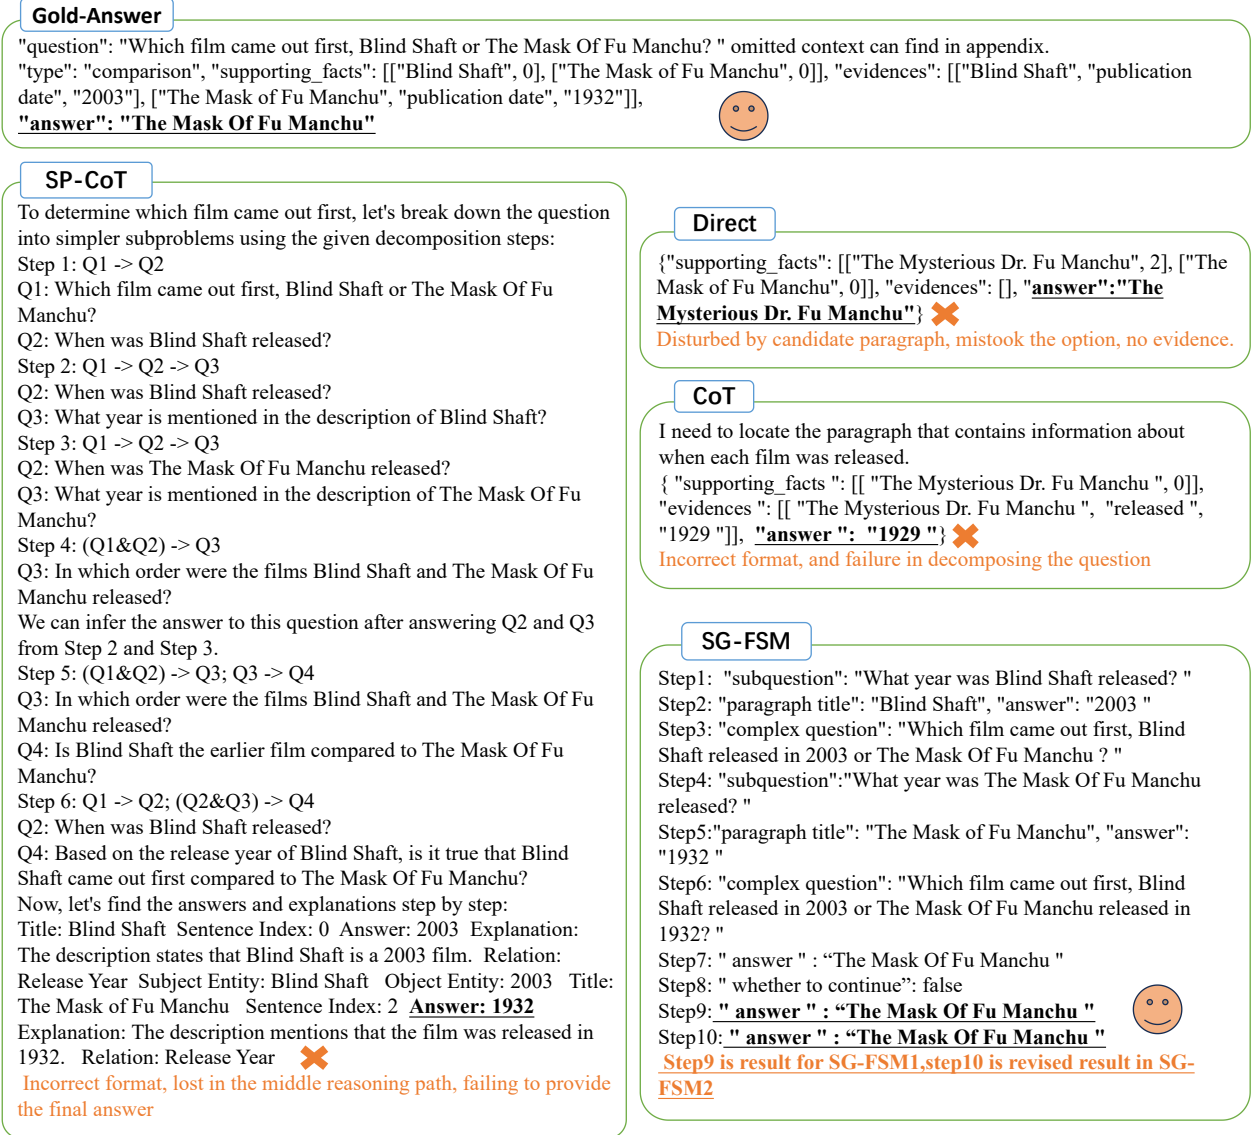 Gold-Answer
"question": "Which film came out first, Blind Shaft or The Mask Of Fu Manchu? " omitted context can find in appendix.
"type": "comparison", "supporting_facts": [["Blind Shaft", 0], ["The Mask of Fu Manchu", 0]], "evidences": [["Blind Shaft", "publication
date", "2003"], ["The Mask of Fu Manchu", "publication date", "1932"]],
"answer": "The Mask Of Fu Manchu"
SP-CoT
To determine which film came out first, let's break down the question
into simpler subproblems using the given decomposition steps:
Step 1: Q1 -> Q2
Q1: Which film came out first, Blind Shaft or The Mask Of Fu
Manchu?
Q2: When was Blind Shaft released?
Step 2: Q1 -> Q2 -> Q3
Q2: When was Blind Shaft released?
Q3: What year is mentioned in the description of Blind Shaft?
Step 3: Q1 -> Q2 -> Q3
Q2: When was The Mask Of Fu Manchu released?
Q3: What year is mentioned in the description of The Mask Of Fu
Manchu?
Step 4: (Q1&Q2) -> Q3
Q3: In which order were the films Blind Shaft and The Mask Of Fu
Manchu released?
We can infer the answer to this question after answering Q2 and Q3
from Step 2 and Step 3.
Step 5: (Q1&Q2) -> Q3; Q3 -> Q4
Q3: In which order were the films Blind Shaft and The Mask Of Fu
Manchu released?
Q4: Is Blind Shaft the earlier film compared to The Mask Of Fu
Manchu?
Step 6: Q1 -> Q2; (Q2&Q3) -> Q4
Q2: When was Blind Shaft released?
Q4: Based on the release year of Blind Shaft, is it true that Blind
Shaft came out first compared to The Mask Of Fu Manchu?
Now, let's find the answers and explanations step by step:
Title: Blind Shaft  Sentence Index: 0  Answer: 2003  Explanation:
The description states that Blind Shaft is a 2003 film.  Relation:
Release Year  Subject Entity: Blind Shaft   Object Entity: 2003   Title:
The Mask of Fu Manchu   Sentence Index: 2  Answer: 1932
Explanation: The description mentions that the film was released in
1932.   Relation: Release Year
Incorrect format, lost in the middle reasoning path, failing to provide
the final answer
Direct
{"supporting_facts": [["The Mysterious Dr. Fu Manchu", 2], ["The
Mask of Fu Manchu", 0]], "evidences": [], "answer":"The
Mysterious Dr. Fu Manchu"}
Disturbed by candidate paragraph, mistook the option, no evidence.
CoT
I need to locate the paragraph that contains information about
when each film was released.
{ "supporting_facts ": [[ "The Mysterious Dr. Fu Manchu ", 0]],
"evidences ": [[ "The Mysterious Dr. Fu Manchu ",  "released ",
"1929 "]],  "answer ":  "1929 "}
Incorrect format, and failure in decomposing the question
SG-FSM
Step1:  "subquestion": "What year was Blind Shaft released? "
Step2: "paragraph title": "Blind Shaft", "answer": "2003 "
Step3: "complex question": "Which film came out first, Blind
Shaft released in 2003 or The Mask Of Fu Manchu ? "
Step4: "subquestion":"What year was The Mask Of Fu Manchu
released? "
Step5:"paragraph title": "The Mask of Fu Manchu", "answer":
"1932 "
Step6: "complex question": "Which film came out first, Blind
Shaft released in 2003 or The Mask Of Fu Manchu released in
1932? "
Step7: " answer " : “The Mask Of Fu Manchu "
Step8: " whether to continue”: false
Step9: " answer " : “The Mask Of Fu Manchu "
Step10: " answer " : “The Mask Of Fu Manchu "
Step9 is result for SG-FSM1,step10 is revised result in SG-
FSM2